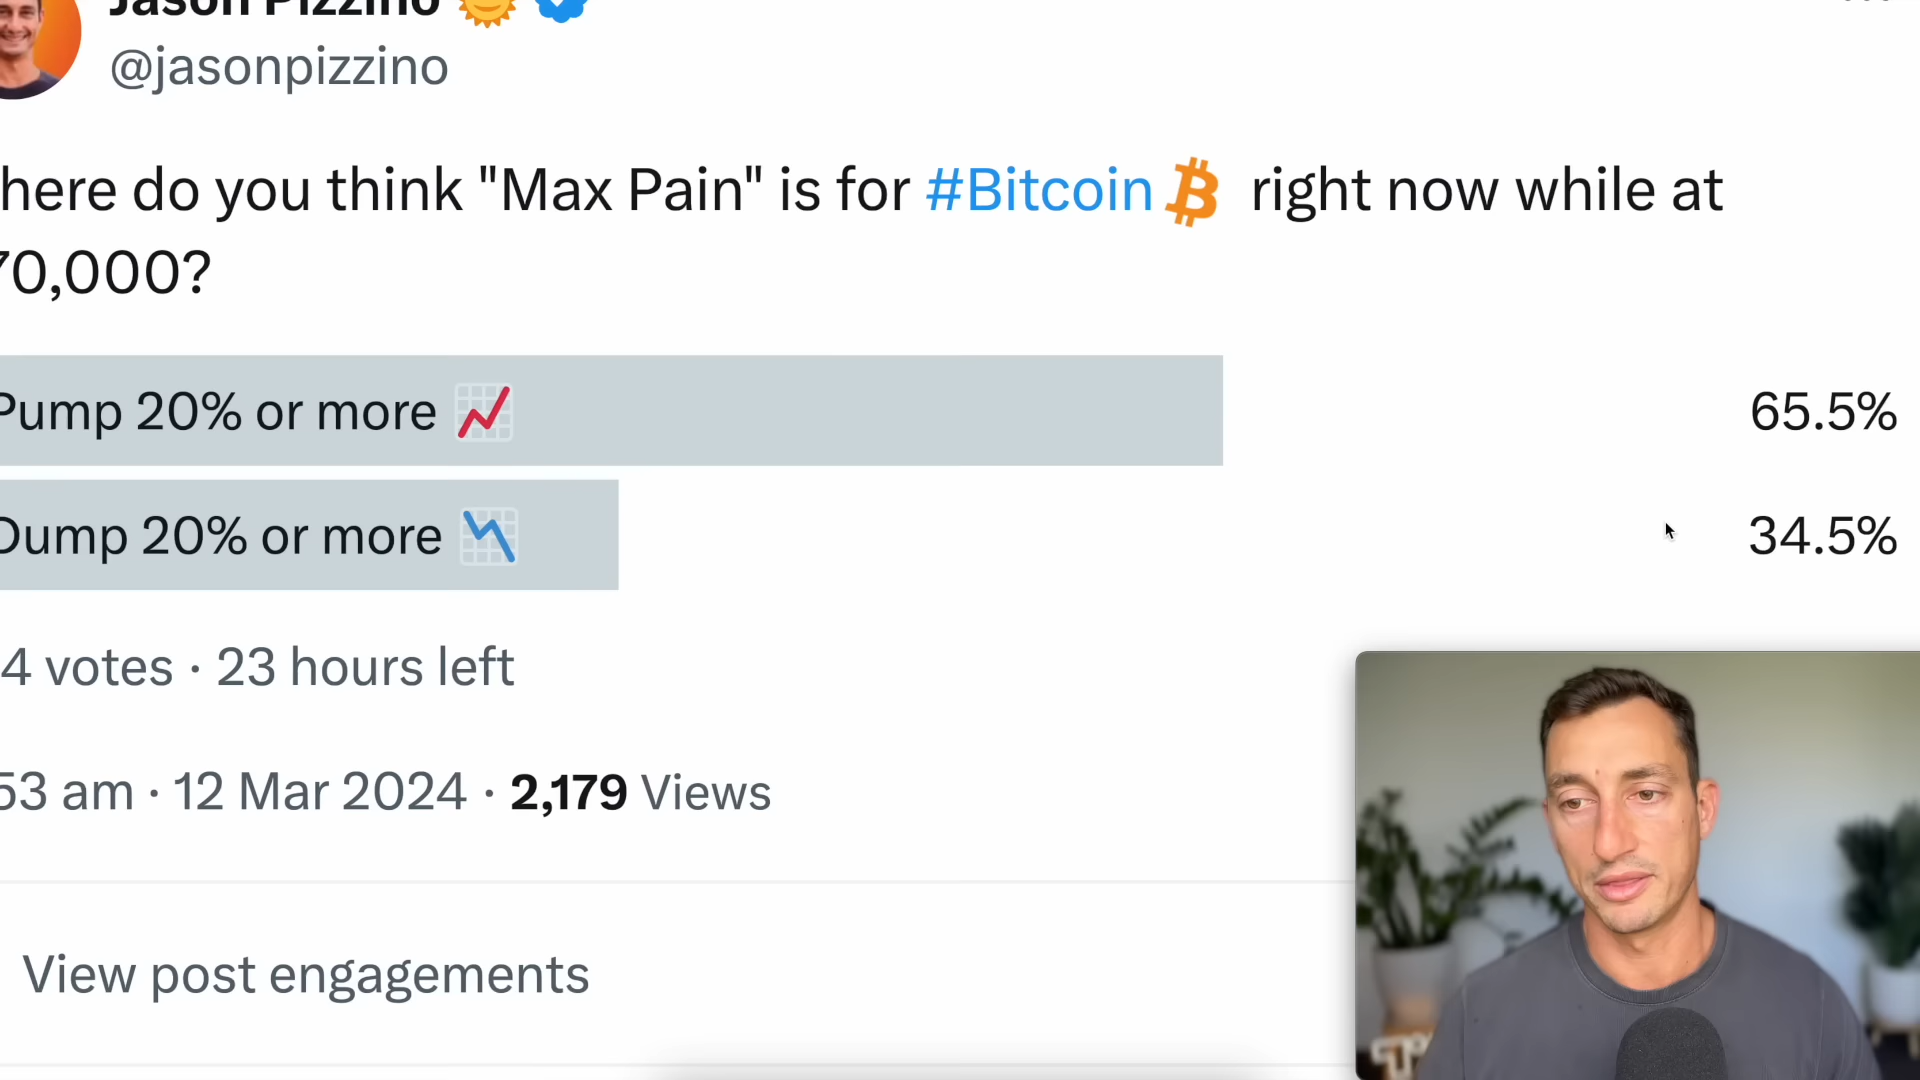 Jason Pizzino
@jasonpizzino
here do you think "Max Pain" is for #Bitcoin right now while at
70,000?
Pump 20% or more 65.5%
Dump 20% or more 34.5%
4 votes · 23 hours left
53 am · 12 Mar 2024 · 2,179 Views
View post engagements